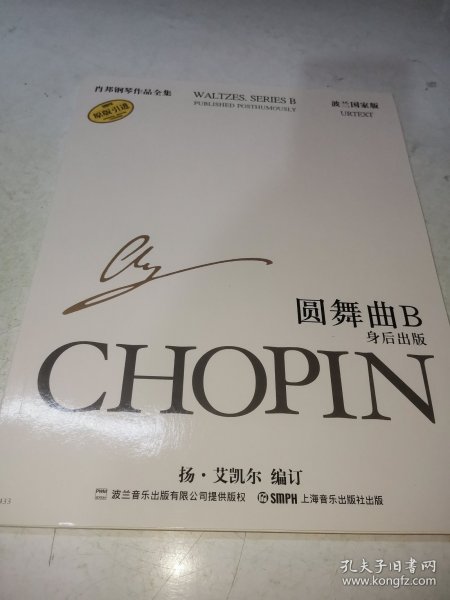 肖邦钢琴作品全集
WALTZES. SERIES B
PUBLISHED POSTHUMOUSLY
波兰国家版
URTEXT
原版引进
圆舞曲B
身后出版
CHOPIN
扬·艾凯尔 编订
PWM 波兰音乐出版有限公司提供版权
SMPH 上海音乐出版社出版
433
孔夫子旧书网
www.kongfz.com